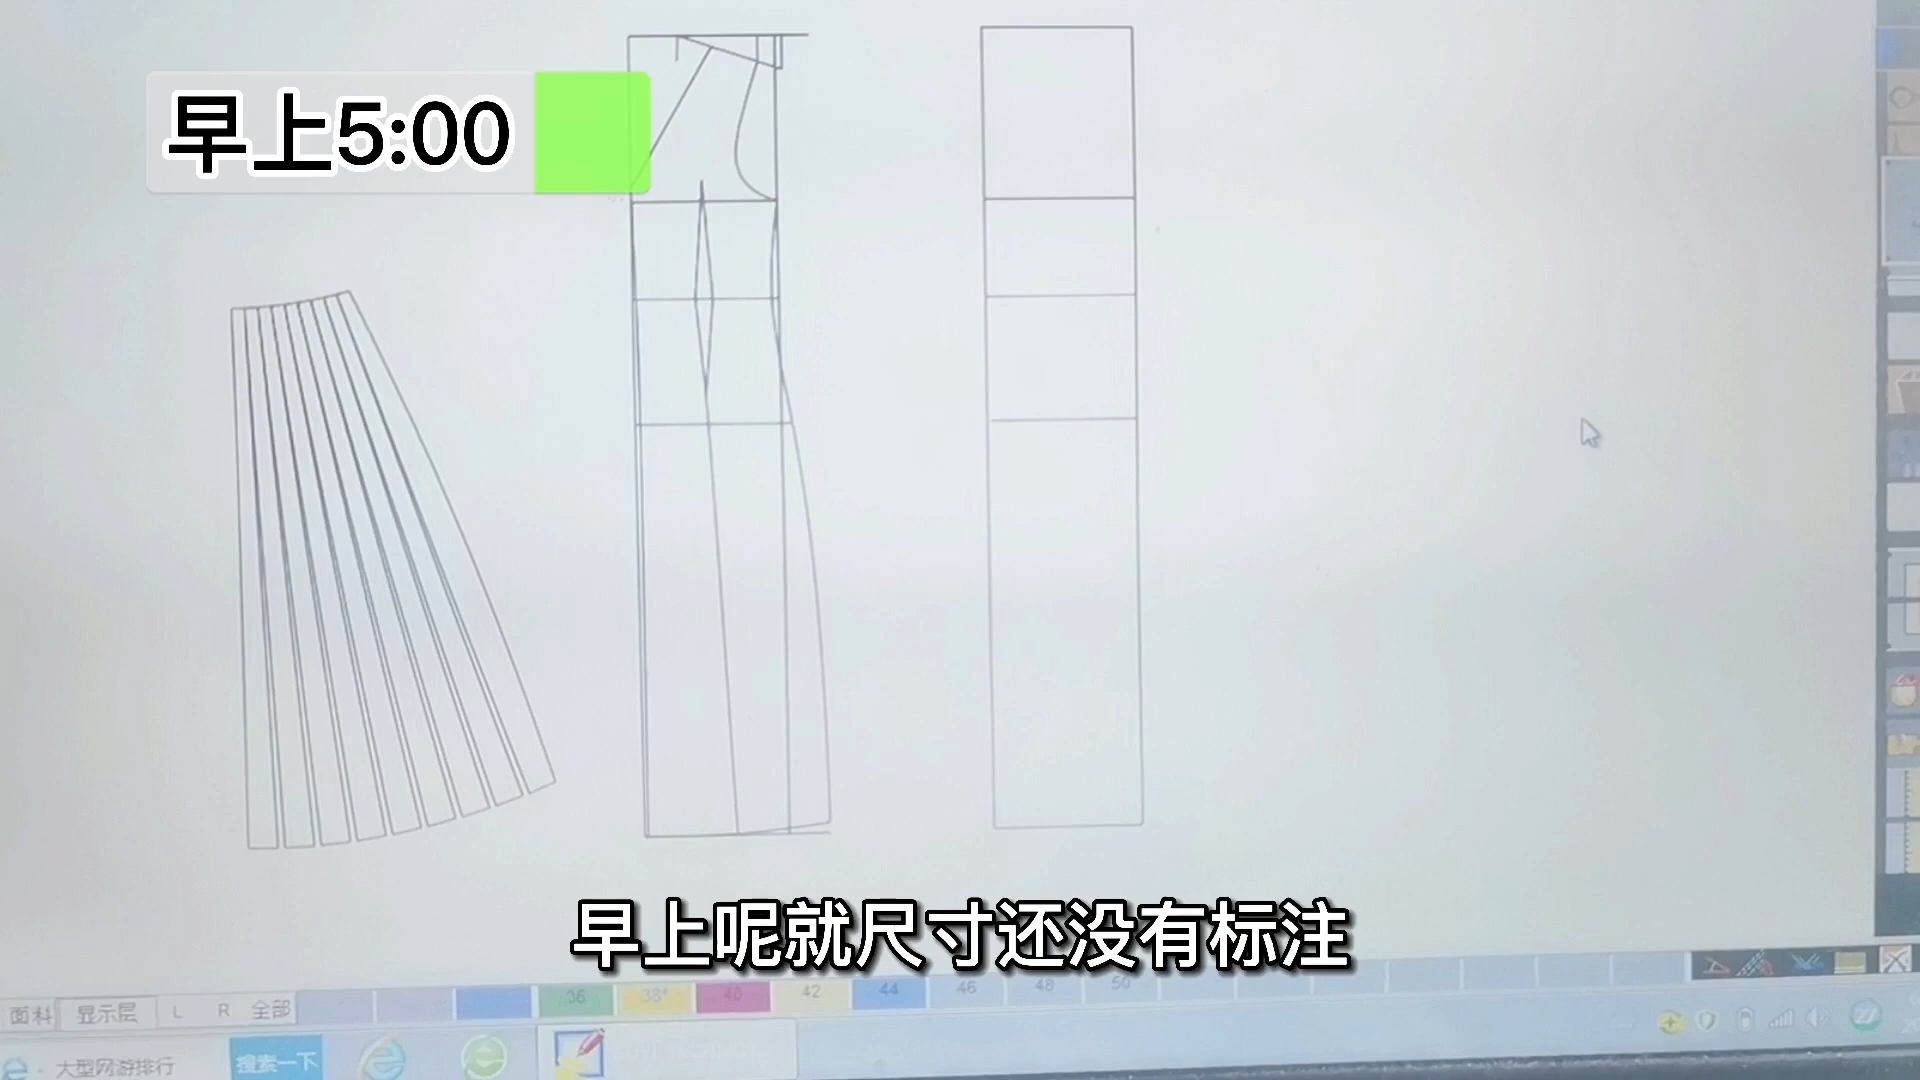 早上5:00
早上呢就尺寸还没有标注
面料 显示层 L R 全部 36 38* 40 42 44 46 48 50
大型网游排行 搜索一下